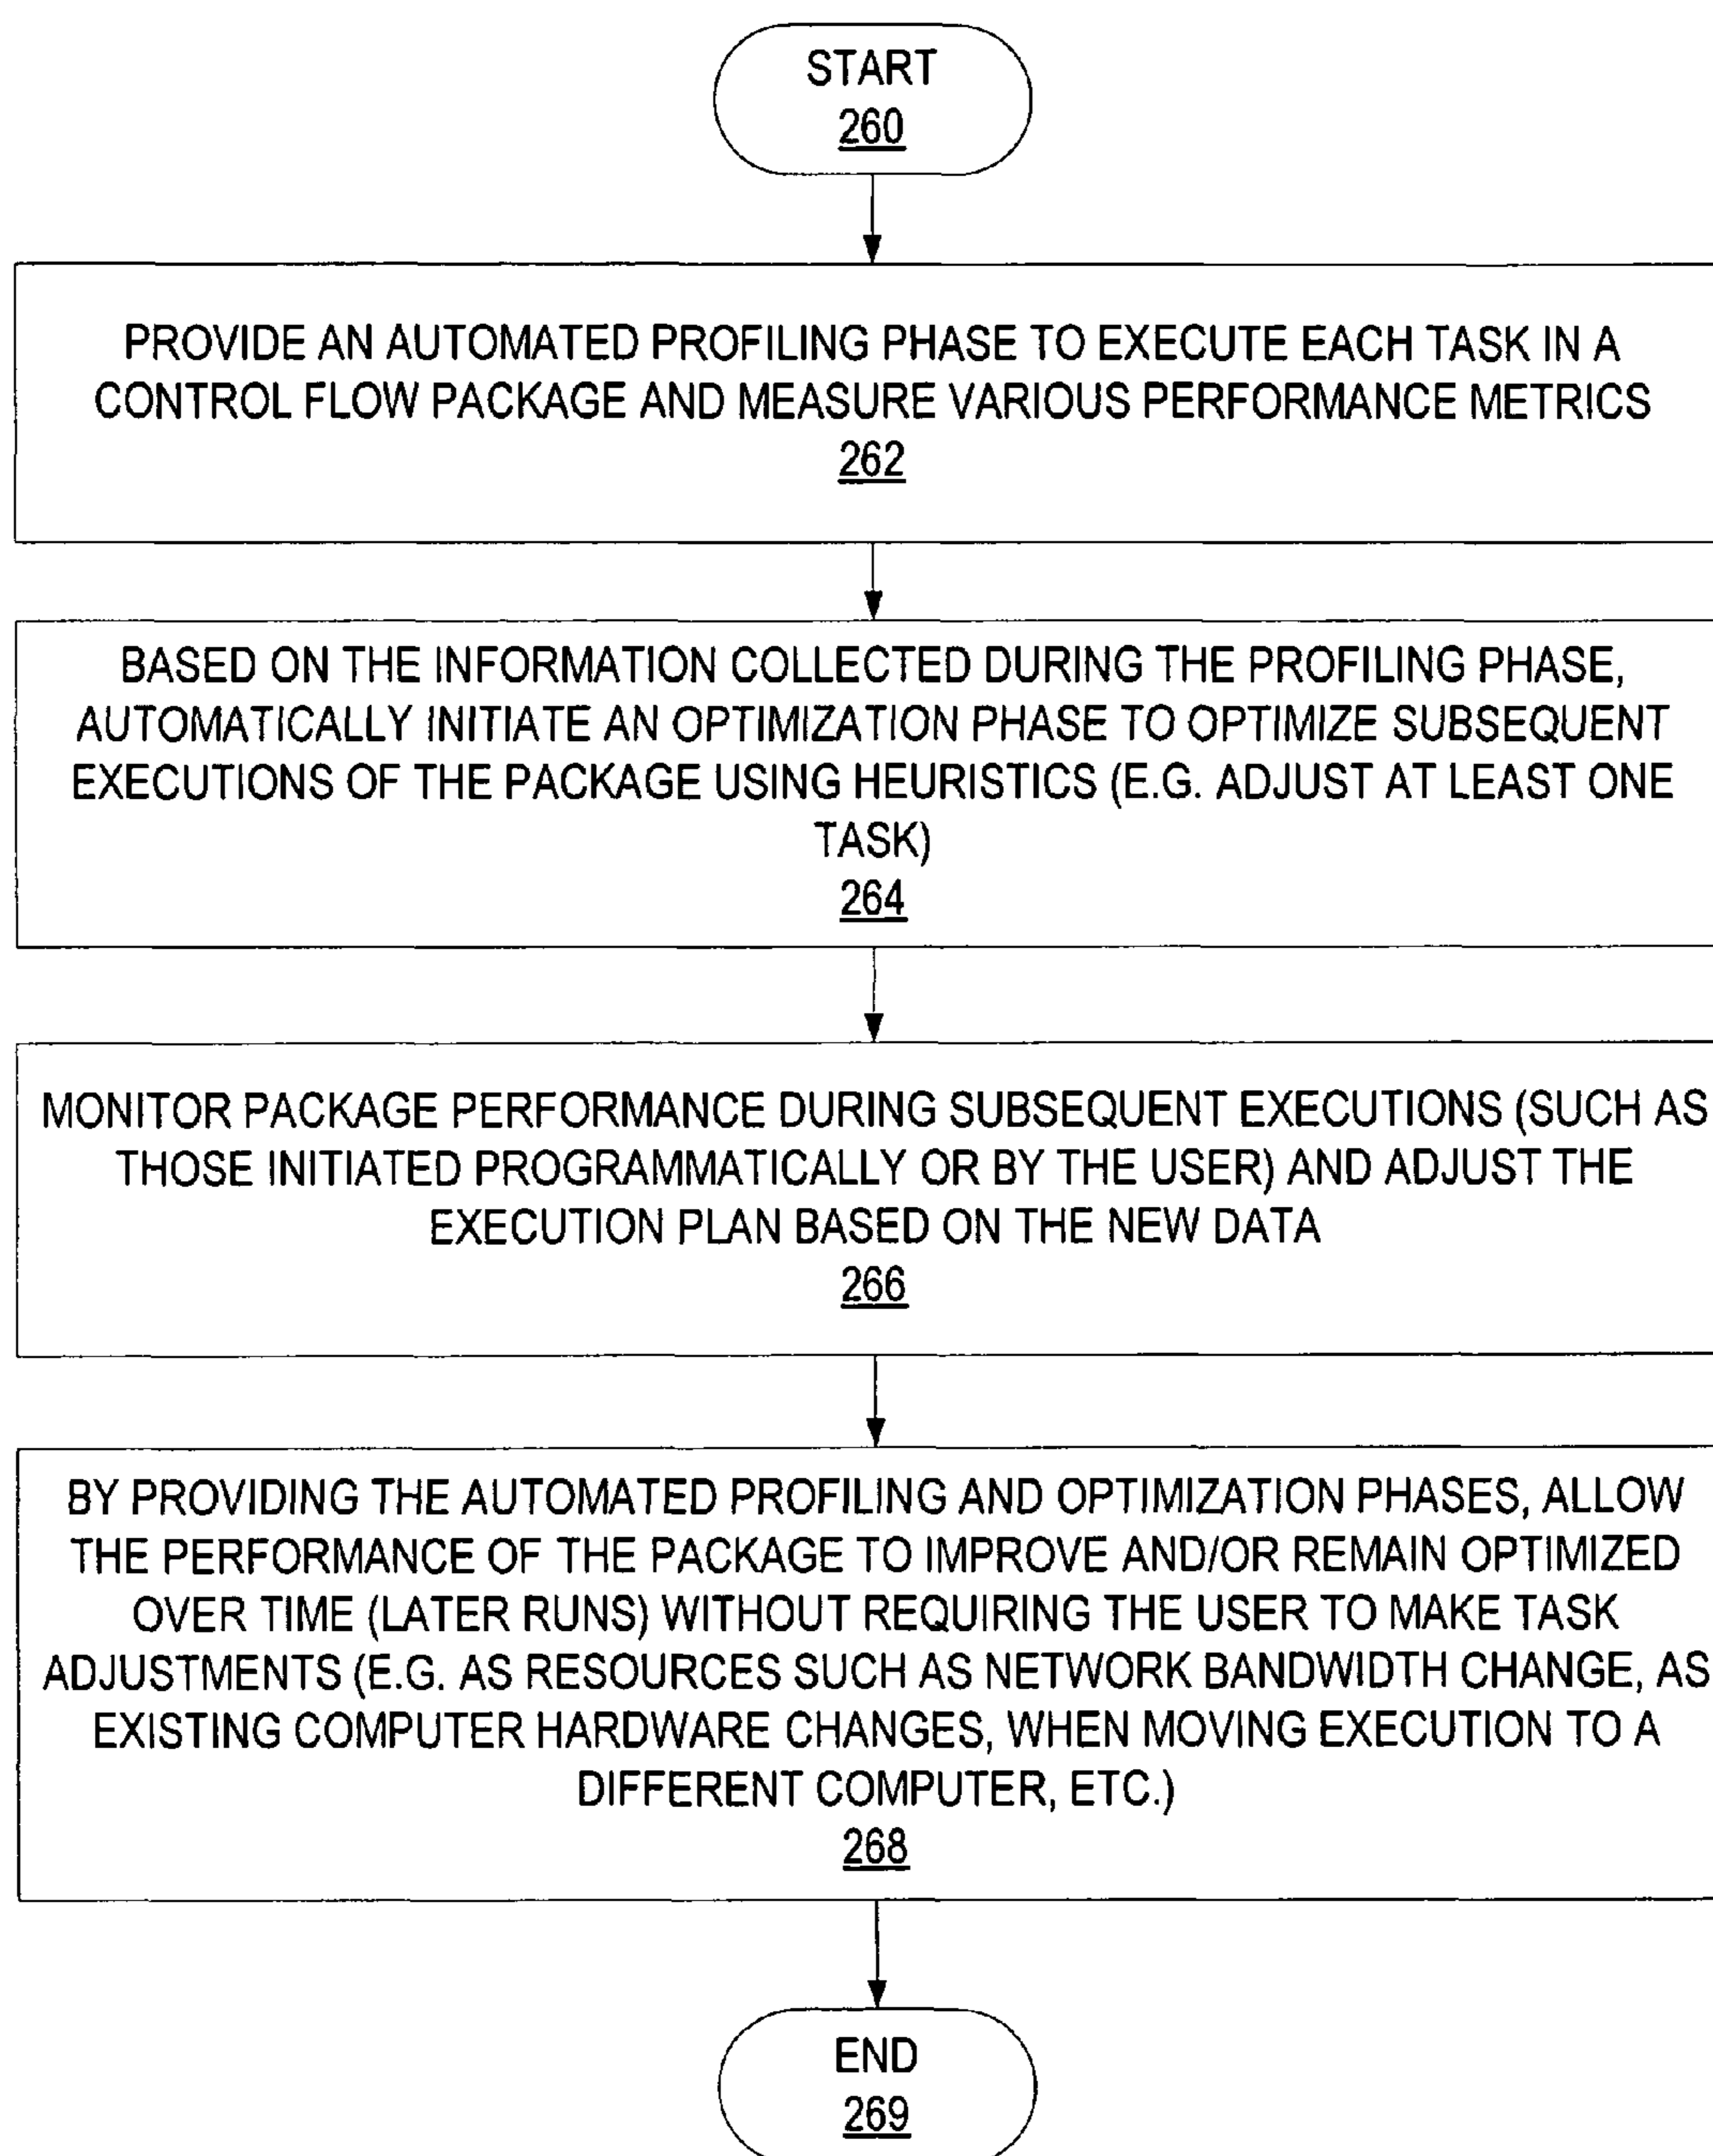 START
260
PROVIDE AN AUTOMATED PROFILING PHASE TO EXECUTE EACH TASK IN A
CONTROL FLOW PACKAGE AND MEASURE VARIOUS PERFORMANCE METRICS
262
BASED ON THE INFORMATION COLLECTED DURING THE PROFILING PHASE,
AUTOMATICALLY INITIATE AN OPTIMIZATION PHASE TO OPTIMIZE SUBSEQUENT
EXECUTIONS OF THE PACKAGE USING HEURISTICS (E.G. ADJUST AT LEAST ONE
TASK)
264
MONITOR PACKAGE PERFORMANCE DURING SUBSEQUENT EXECUTIONS (SUCH AS
THOSE INITIATED PROGRAMMATICALLY OR BY THE USER) AND ADJUST THE
EXECUTION PLAN BASED ON THE NEW DATA
266
BY PROVIDING THE AUTOMATED PROFILING AND OPTIMIZATION PHASES, ALLOW
THE PERFORMANCE OF THE PACKAGE TO IMPROVE AND/OR REMAIN OPTIMIZED
OVER TIME (LATER RUNS) WITHOUT REQUIRING THE USER TO MAKE TASK
ADJUSTMENTS (E.G. AS RESOURCES SUCH AS NETWORK BANDWIDTH CHANGE, AS
EXISTING COMPUTER HARDWARE CHANGES, WHEN MOVING EXECUTION TO A
DIFFERENT COMPUTER, ETC.)
268
END
269